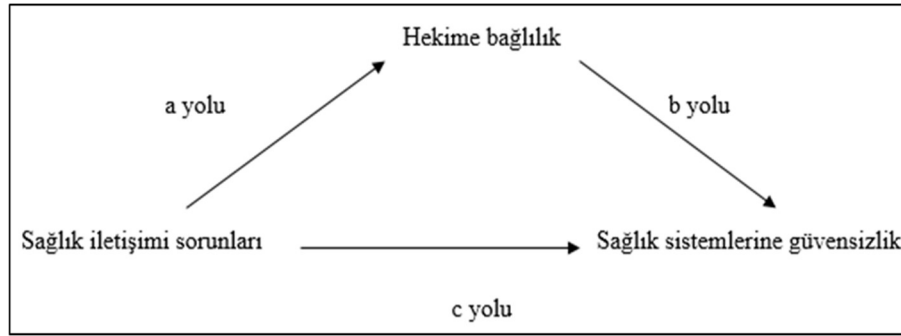 Hekime bağlılık
a yolu
b yolu
Sağlık iletişimi sorunları
Sağlık sistemlerine güvensizlik
c yolu